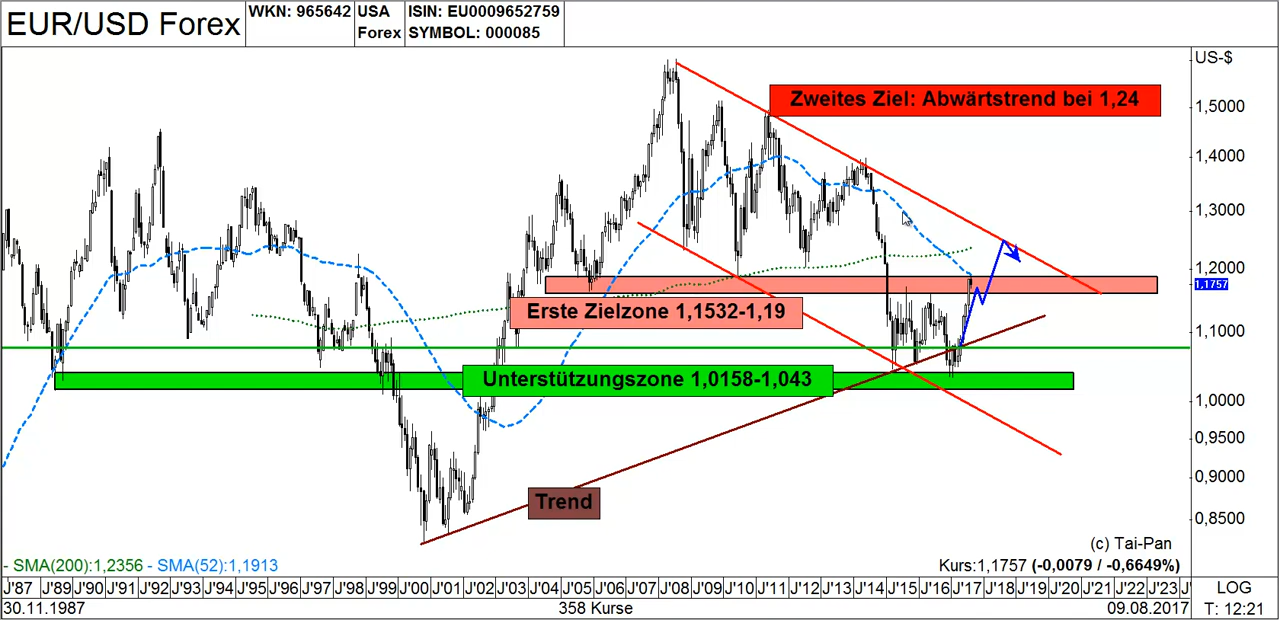 EUR/USD Forex
WKN: 965642
USA
Forex
ISIN: EU0009652759
SYMBOL: 000085
US-$
Zweites Ziel: Abwärtstrend bei 1,24
1,5000
1,4000
1,3000
1,2000
1,1757
Erste Zielzone 1,1532-1,19
1,1000
Unterstützungszone 1,0158-1,043
1,0000
0,9500
0,9000
Trend
0,8500
(c) Tai-Pan
- SMA(200):1,2356 - SMA(52):1,1913
Kurs:1,1757 (-0,0079 / -0,6649%)
J'87 J'89 J'90 J'91 J'92 J'93 J'94 J'95 J'96 J'97 J'98 J'99 J'00 J'01 J'02 J'03 J'04 J'05 J'06 J'07 J'08 J'09 J'10 J'11 J'12 J'13 J'14 J'15 J'16 J'17 J'18 J'19 J'20 J'21 J'22 J'23 J'
LOG
30.11.1987
358 Kurse
09.08.2017
T: 12:21